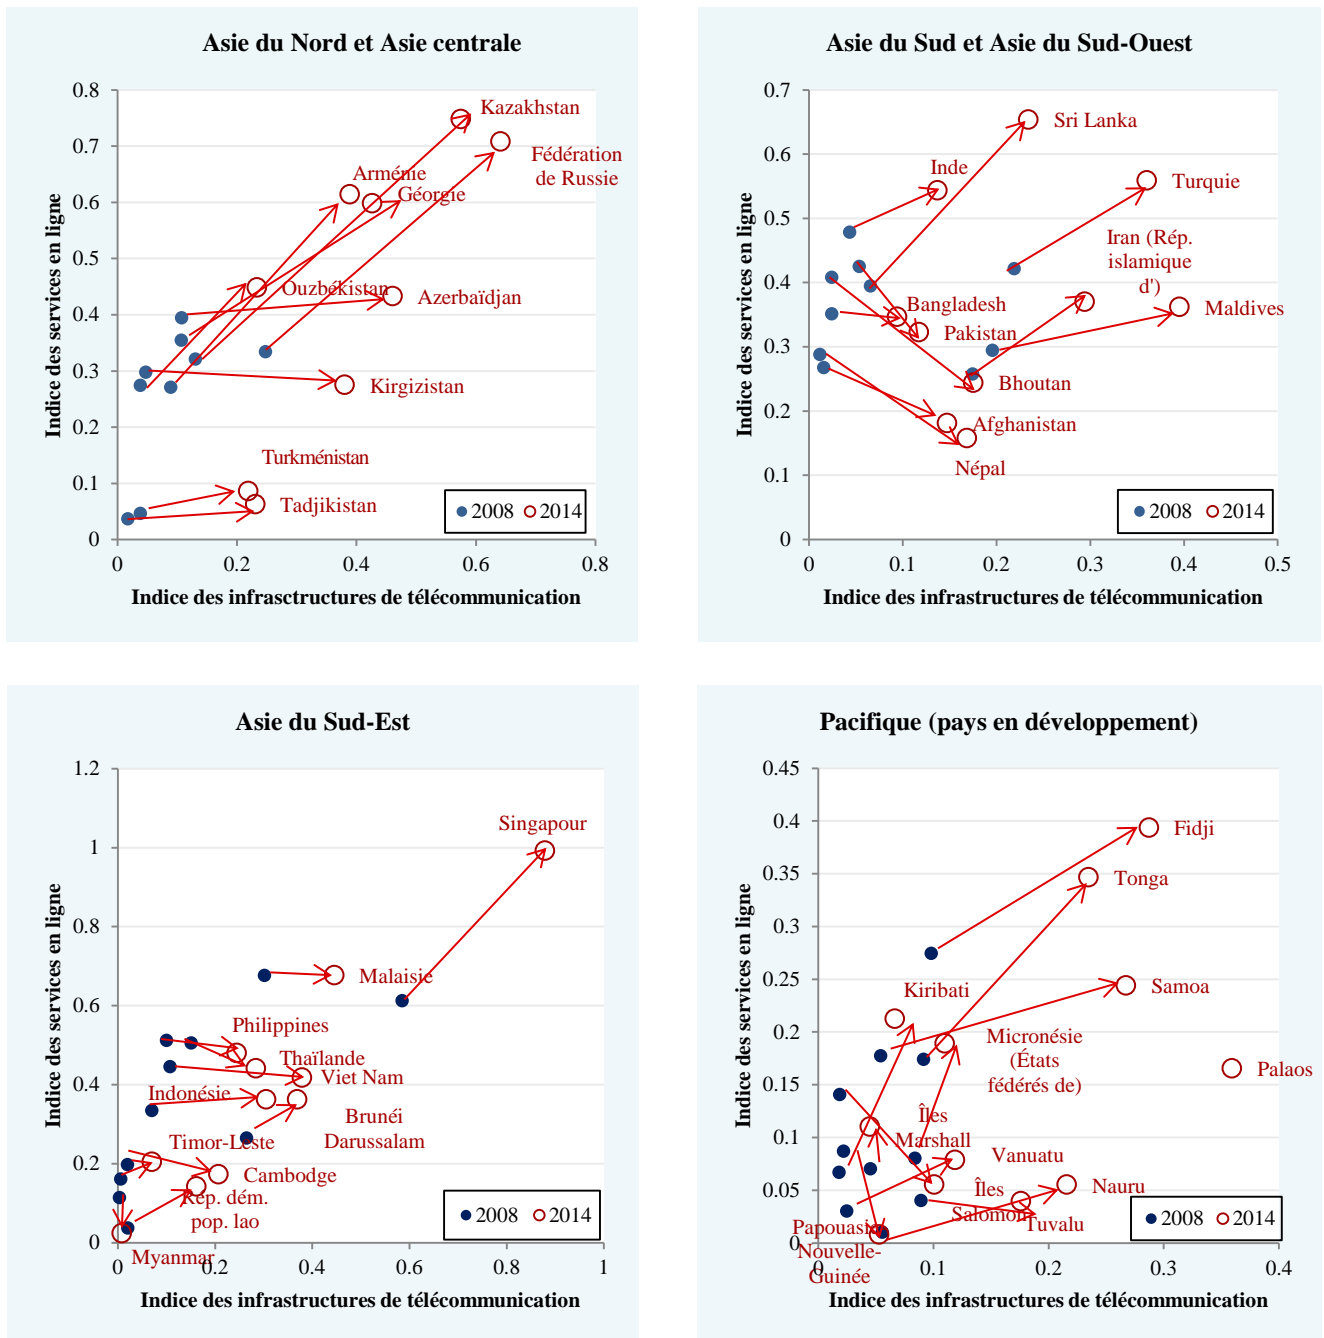 Asie du Nord et Asie centrale
Indice des services en ligne
0.8
0.7
0.6
0.5
0.4
0.3
0.2
0.1
0
Kazakhstan
Fédération
de Russie
Arménie
Géorgie
Ouzbékistan
Azerbaïdjan
Kirgizistan
Turkménistan
Tadjikistan
2008 2014
0 0.2 0.4 0.6 0.8
Indice des infrasctructures de télécommunication
Asie du Sud et Asie du Sud-Ouest
Indice des services en ligne
0.7
0.6
0.5
0.4
0.3
0.2
0.1
0
Sri Lanka
Inde
Turquie
Iran (Rép.
islamique
d')
Bangladesh
Maldives
Pakistan
Bhoutan
Afghanistan
Népal
2008 2014
0 0.1 0.2 0.3 0.4 0.5
Indice des infrastructures de télécommunication
Asie du Sud-Est
Indice des services en ligne
1.2
1
0.8
0.6
0.4
0.2
0
Singapour
Malaisie
Philippines
Thaïlande
Viet Nam
Indonésie
Brunéi
Darussalam
Timor-Leste
Cambodge
Rép. dém.
pop. lao
Myanmar
2008 2014
0 0.2 0.4 0.6 0.8 1
Indice des infrastructures de télécommunication
Pacifique (pays en développement)
Indice des services en ligne
0.45
0.4
0.35
0.3
0.25
0.2
0.15
0.1
0.05
0
Fidji
Tonga
Kiribati
Samoa
Micronésie
(États
fédérés de)
Palaos
Îles
Marshall
Vanuatu
Îles
Salomon
Nauru
Tuvalu
Papouasie
Nouvelle-
Guinée
2008 2014
0 0.1 0.2 0.3 0.4
Indice des infrastructures de télécommunication